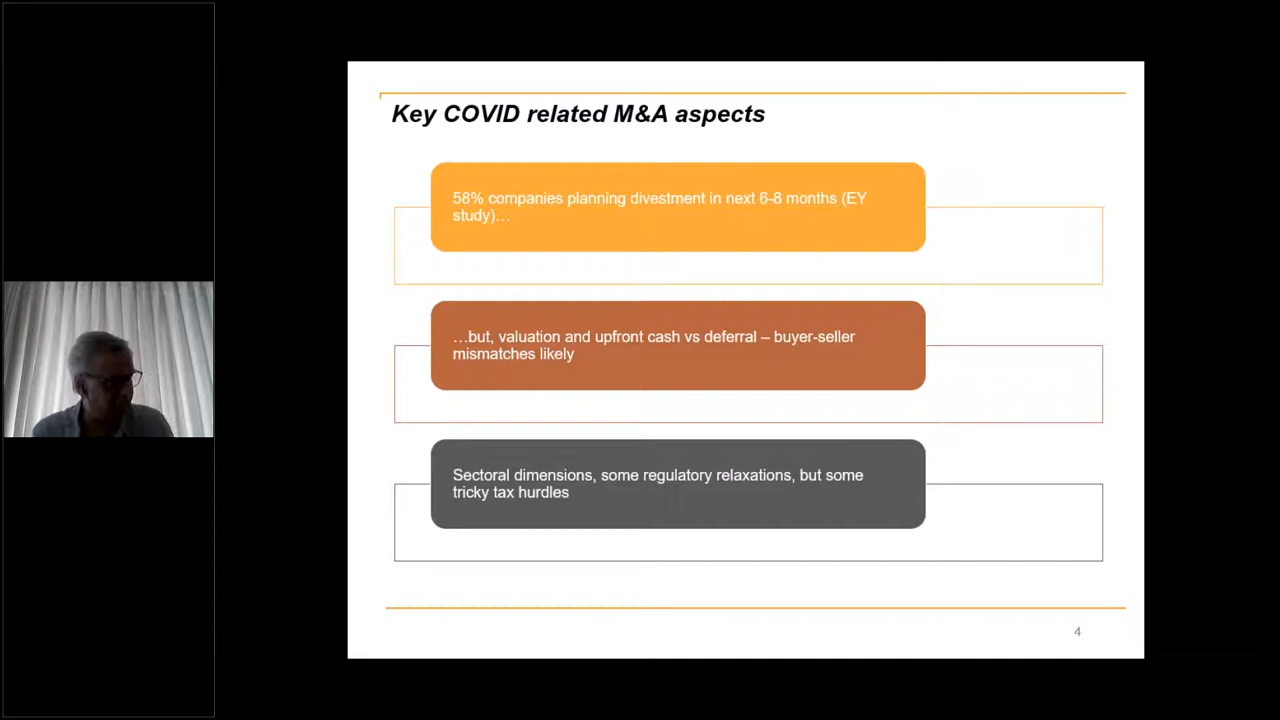 Key COVID related M&A aspects
58% companies planning divestment in next 6-8 months (EY
study)…
…but, valuation and upfront cash vs deferral – buyer-seller
mismatches likely
Sectoral dimensions, some regulatory relaxations, but some
tricky tax hurdles
4